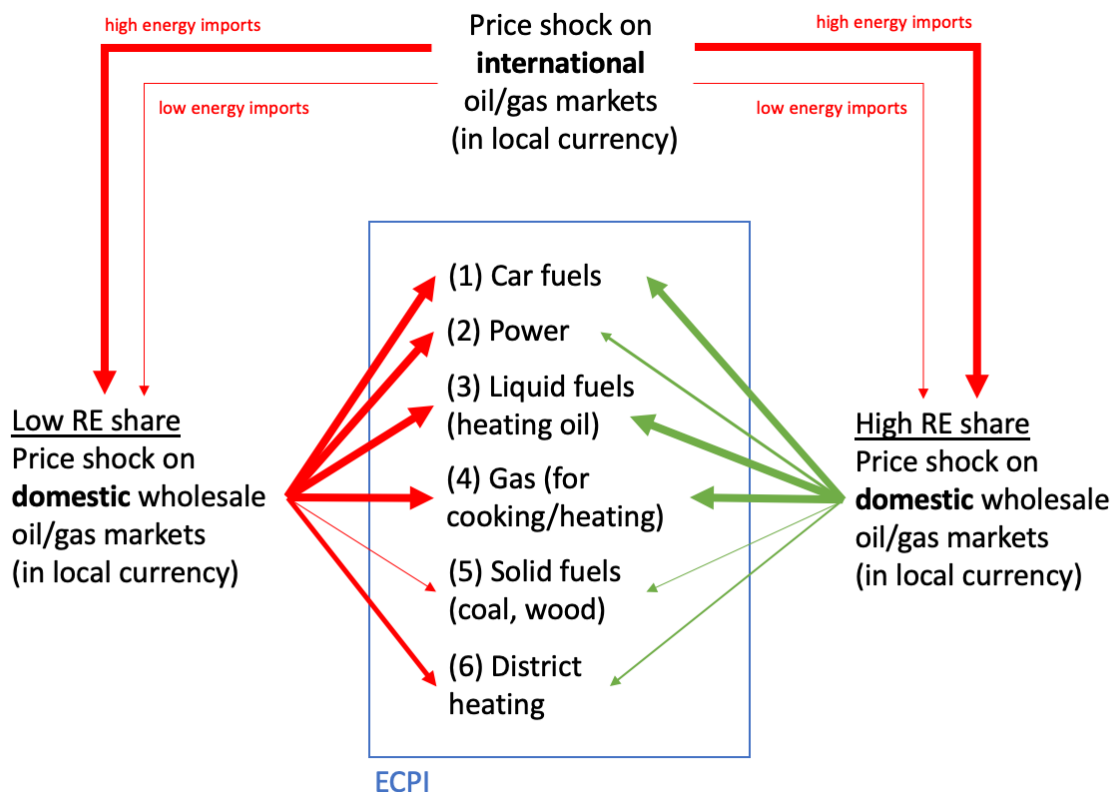 high energy imports
Price shock on
international
oil/gas markets
(in local currency)
high energy imports
low energy imports
low energy imports
(1) Car fuels
(2) Power
(3) Liquid fuels
(heating oil)
(4) Gas (for
cooking/heating)
(5) Solid fuels
(coal, wood)
(6) District
heating
Low RE share
Price shock on
domestic wholesale
oil/gas markets
(in local currency)
High RE share
Price shock on
domestic wholesale
oil/gas markets
(in local currency)
ECPI